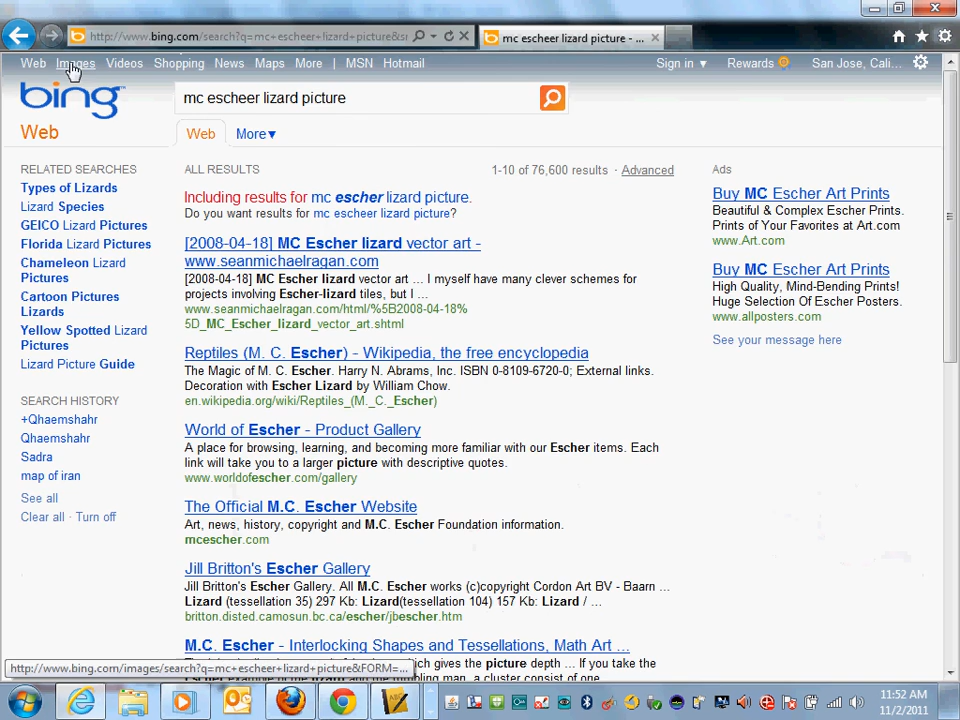 http://www.bing.com/search?q=mc+escheer+lizard+picture&sr
mc escheer lizard picture - ...
Web Images Videos Shopping News Maps More | MSN Hotmail
Sign in ▼ Rewards San Jose, Cali...
bing
mc escheer lizard picture
Web
Web More▼
RELATED SEARCHES
Types of Lizards
Lizard Species
GEICO Lizard Pictures
Florida Lizard Pictures
Chameleon Lizard
Pictures
Cartoon Pictures
Lizards
Yellow Spotted Lizard
Pictures
Lizard Picture Guide
SEARCH HISTORY
+Qhaemshahr
Qhaemshahr
Sadra
map of iran
See all
Clear all · Turn off
ALL RESULTS
1-10 of 76,600 results · Advanced
Including results for mc escher lizard picture.
Do you want results for mc escheer lizard picture?
[2008-04-18] MC Escher lizard vector art -
www.seanmichaelragan.com
[2008-04-18] MC Escher lizard vector art ... I myself have many clever schemes for
projects involving Escher-lizard tiles, but I ...
www.seanmichaelragan.com/html/%5B2008-04-18%
5D_MC_Escher_lizard_vector_art.shtml
Reptiles (M. C. Escher) - Wikipedia, the free encyclopedia
The Magic of M. C. Escher. Harry N. Abrams, Inc. ISBN 0-8109-6720-0; External links.
Decoration with Escher Lizard by William Chow.
en.wikipedia.org/wiki/Reptiles_(M._C._Escher)
World of Escher - Product Gallery
A place for browsing, learning, and becoming more familiar with our Escher items. Each
link will take you to a larger picture with descriptive quotes.
www.worldofescher.com/gallery
The Official M.C. Escher Website
Art, news, history, copyright and M.C. Escher Foundation information.
mcescher.com
Jill Britton's Escher Gallery
Jill Britton's Escher Gallery. All M.C. Escher works (c)copyright Cordon Art BV - Baarn ...
Lizard (tessellation 35) 297 Kb: Lizard(tessellation 104) 157 Kb: Lizard / ...
britton.disted.camosun.bc.ca/escher/jbescher.htm
M.C. Escher - Interlocking Shapes and Tessellations, Math Art ...
which gives the picture depth ... If you take the
Ads
Buy MC Escher Art Prints
Beautiful & Complex Escher Prints.
Prints of Your Favorites at Art.com
www.Art.com
Buy MC Escher Art Prints
High Quality, Mind-Bending Prints!
Huge Selection Of Escher Posters.
www.allposters.com
See your message here
http://www.bing.com/images/search?q=mc+escheer+lizard+picture&FORM=...
11:52 AM
11/2/2011